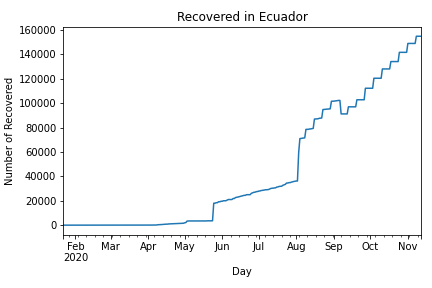 Recovered in Ecuador
160000
140000
120000
100000
80000
60000
40000
20000
0
Number of Recovered
Feb Mar Apr May Jun Jul Aug Sep Oct Nov
2020
Day